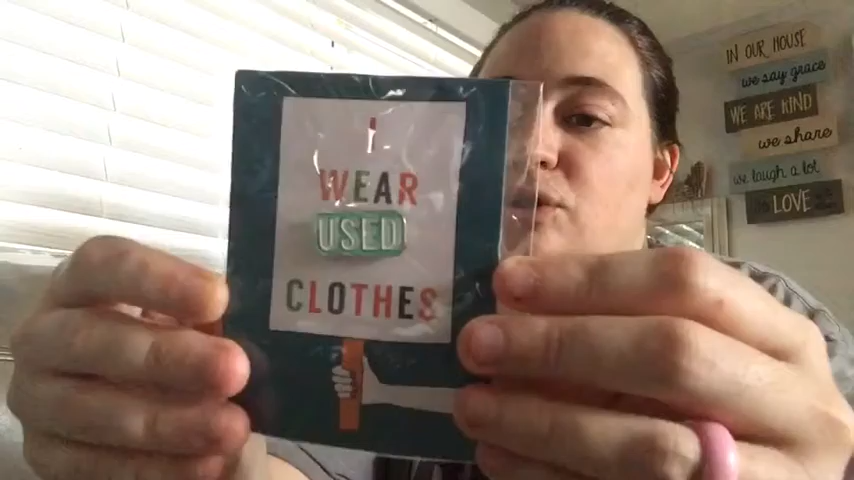 I
WEAR
USED
CLOTHES
IN OUR HOUSE
we say grace
WE ARE KIND
we share
we laugh a lot
LOVE